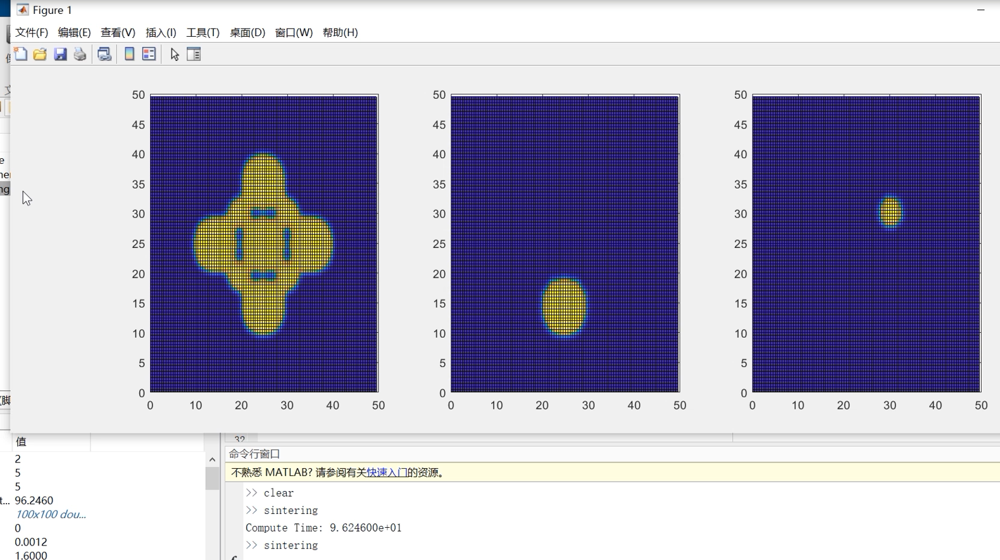 Figure 1
文件(F) 编辑(E) 查看(V) 插入(I) 工具(T) 桌面(D) 窗口(W) 帮助(H)
50
45
40
35
30
25
20
15
10
5
0
0 10 20 30 40 50
50
45
40
35
30
25
20
15
10
5
0
0 10 20 30 40 50
50
45
40
35
30
25
20
15
10
5
0
0 10 20 30 40 50
值
2
5
5
t... 96.2460
100x100 dou...
0
0.0012
1.6000
32
命令行窗口
不熟悉 MATLAB? 请参阅有关快速入门的资源。
>> clear
>> sintering
Compute Time: 9.624600e+01
>> sintering